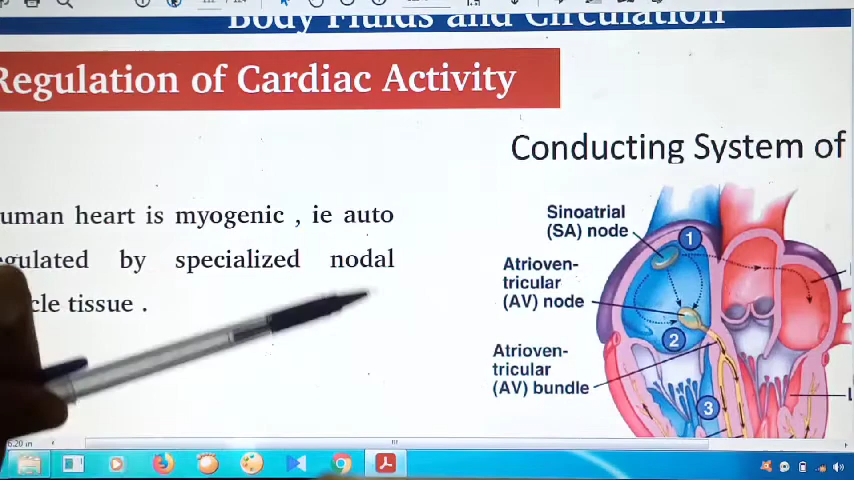 Body Fluids and Circulation
Regulation of Cardiac Activity
Conducting System of
uman heart is myogenic , ie auto
egulated by specialized nodal
cle tissue .
Sinoatrial
(SA) node
Atrioven-
tricular
(AV) node
Atrioven-
tricular
(AV) bundle
1
2
3